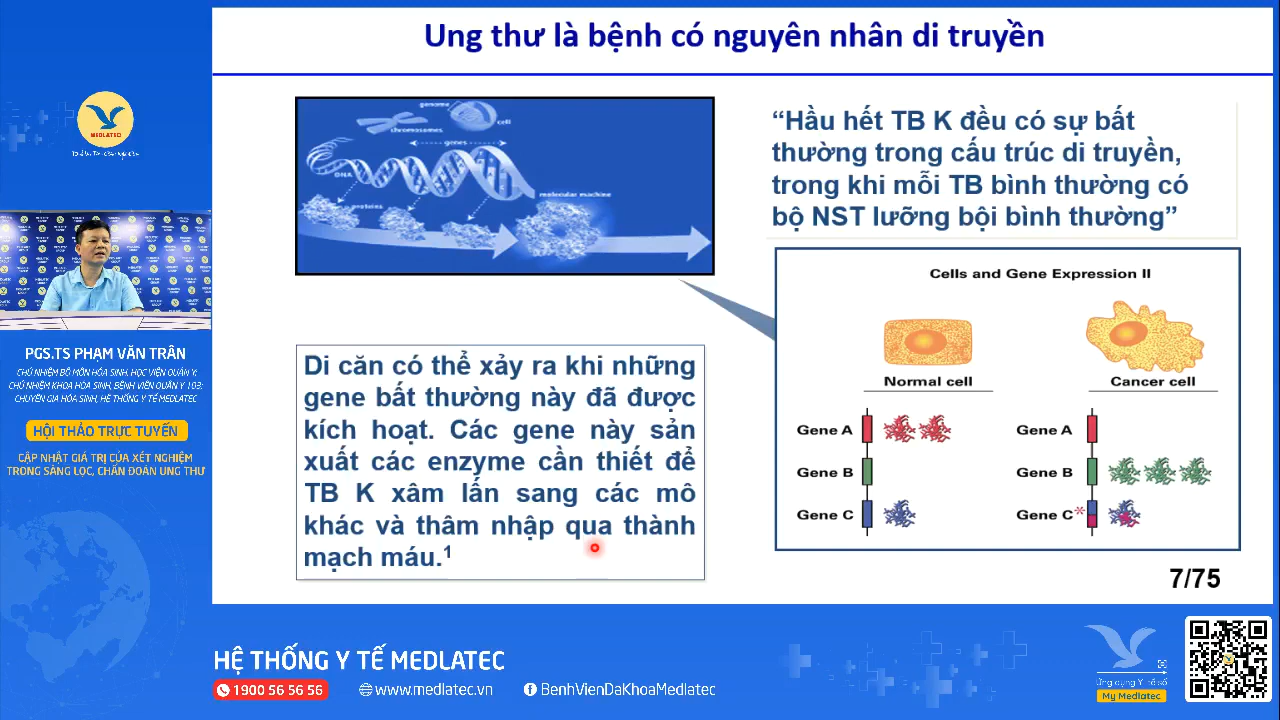 Ung thư là bệnh có nguyên nhân di truyền
MEDLATEC
genome
cell
chromosomes
genes
DNA
proteins
molecular machine
“Hầu hết TB K đều có sự bất
thường trong cấu trúc di truyền,
trong khi mỗi TB bình thường có
bộ NST lưỡng bội bình thường”
Cells and Gene Expression II
Normal cell
Cancer cell
Gene A
Gene A
Gene B
Gene B
Gene C
Gene C*
Di căn có thể xảy ra khi những
gene bất thường này đã được
kích hoạt. Các gene này sản
xuất các enzyme cần thiết để
TB K xâm lấn sang các mô
khác và thâm nhập qua thành
mạch máu.1
7/75
PGS.TS PHẠM VĂN TRÂN
CHỦ NHIỆM BỘ MÔN HÓA SINH, HỌC VIỆN QUÂN Y;
CHỦ NHIỆM KHOA HÓA SINH, BỆNH VIỆN QUÂN Y 103;
CHUYÊN GIA HÓA SINH, HỆ THỐNG Y TẾ MEDLATEC
HỘI THẢO TRỰC TUYẾN
CẬP NHẬT GIÁ TRỊ CỦA XÉT NGHIỆM
TRONG SÀNG LỌC, CHẨN ĐOÁN UNG THƯ
HỆ THỐNG Y TẾ MEDLATEC
1900 56 56 56
www.medlatec.vn
BenhVienDaKhoaMedlatec
Ứng dụng Y tế số
My Medlatec